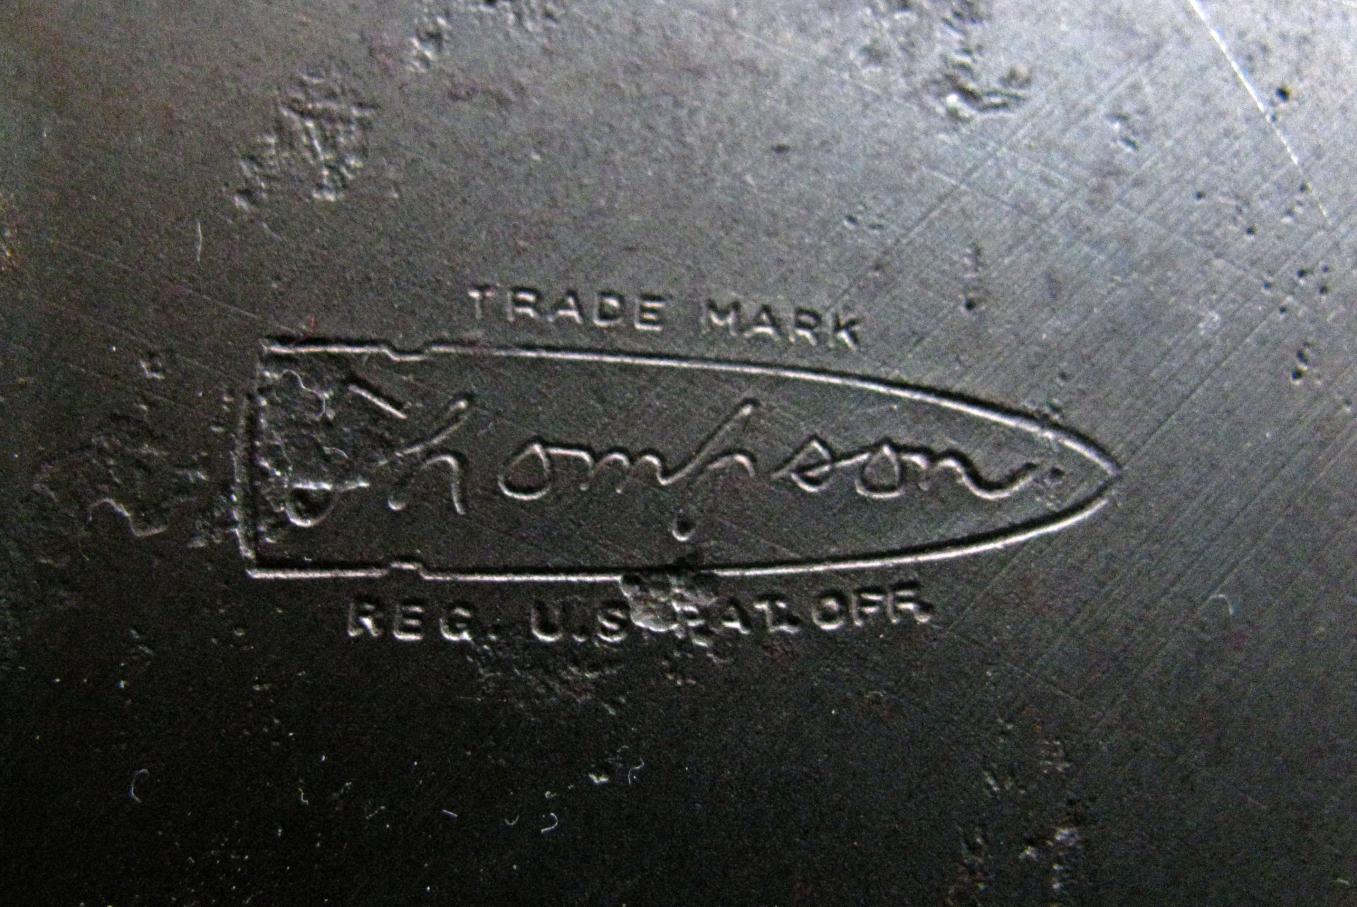 TRADE MARK
Thompson.
REG. U.S. PAT. OFF.